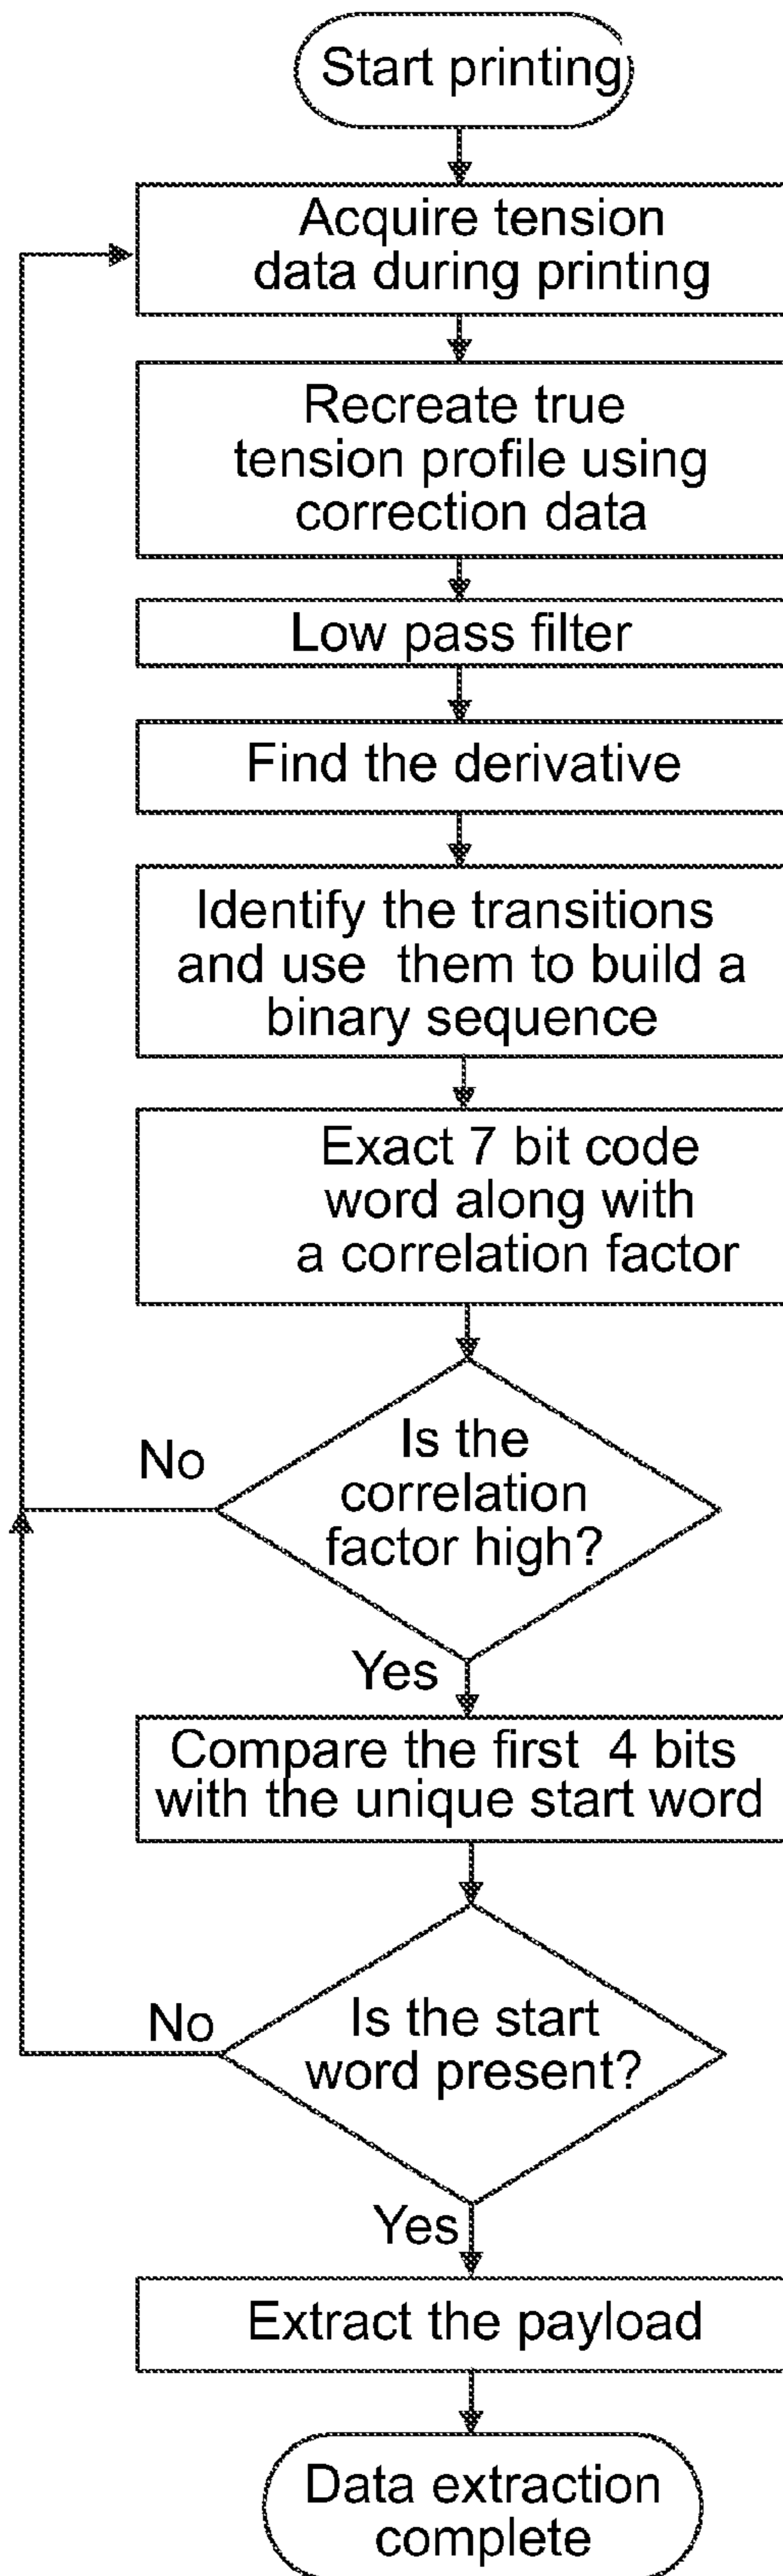 Start printing
Acquire tension
data during printing
Recreate true
tension profile using
correction data
Low pass filter
Find the derivative
Identify the transitions
and use  them to build a
binary sequence
Exact 7 bit code
word along with
a correlation factor
No
Is the
correlation
factor high?
Yes
Compare the first  4 bits
with the unique start word
No
Is the start
word present?
Yes
Extract the payload
Data extraction
complete